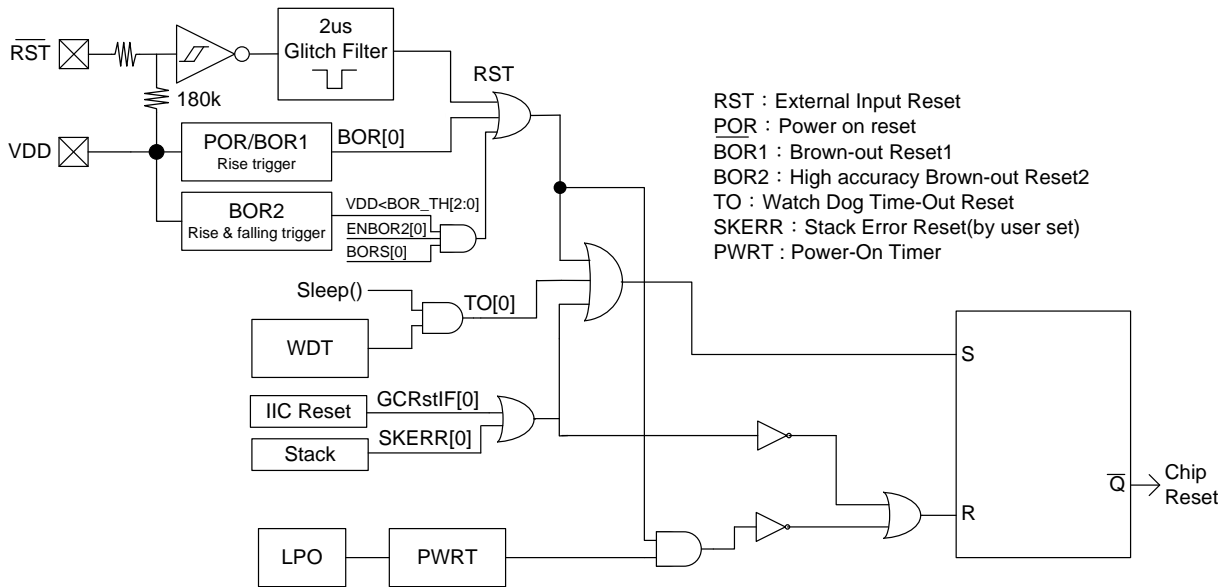 RST
2us
Glitch Filter
RST
180k
VDD
POR/BOR1
Rise trigger
BOR[0]
BOR2
Rise & falling trigger
VDD<BOR_TH[2:0]
ENBOR2[0]
BORS[0]
RST：External Input Reset
POR：Power on reset
BOR1：Brown-out Reset1
BOR2：High accuracy Brown-out Reset2
TO：Watch Dog Time-Out Reset
SKERR：Stack Error Reset(by user set)
PWRT : Power-On Timer
Sleep()
TO[0]
WDT
IIC Reset
GCRstIF[0]
Stack
SKERR[0]
LPO
PWRT
S
R
Q
Chip
Reset